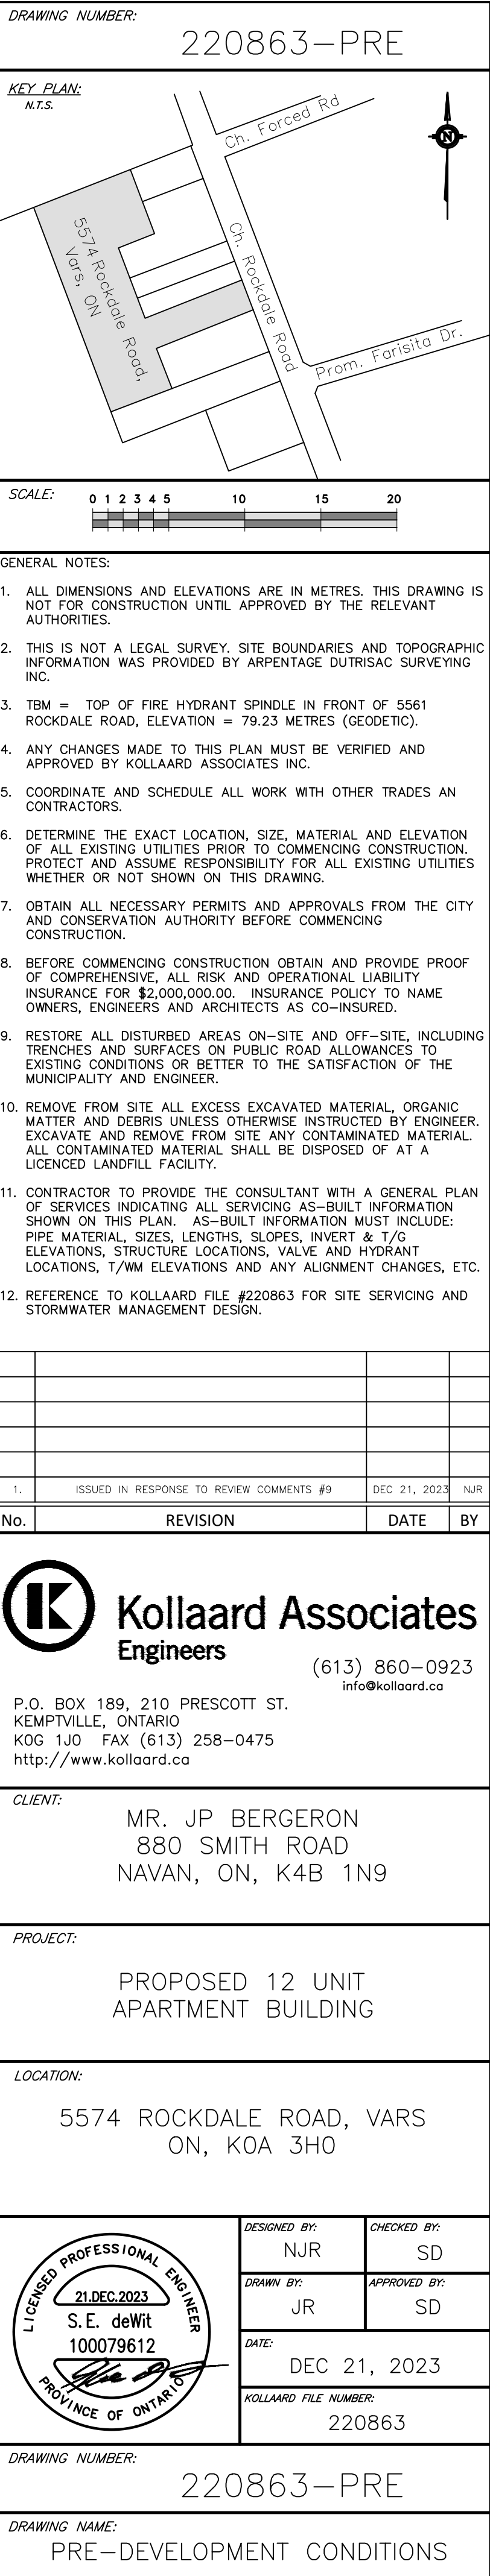 DRAWING NUMBER:
220863-PRE
KEY PLAN:
N.T.S.
Ch. Forced Rd
N
5574 Rockdale Road,
Vars, ON
Ch. Rockdale Road
Prom. Farisita Dr.
SCALE:
0 1 2 3 4 5 10 15 20
GENERAL NOTES:
1. ALL DIMENSIONS AND ELEVATIONS ARE IN METRES. THIS DRAWING IS
NOT FOR CONSTRUCTION UNTIL APPROVED BY THE RELEVANT
AUTHORITIES.
2. THIS IS NOT A LEGAL SURVEY. SITE BOUNDARIES AND TOPOGRAPHIC
INFORMATION WAS PROVIDED BY ARPENTAGE DUTRISAC SURVEYING
INC.
3. TBM = TOP OF FIRE HYDRANT SPINDLE IN FRONT OF 5561
ROCKDALE ROAD, ELEVATION = 79.23 METRES (GEODETIC).
4. ANY CHANGES MADE TO THIS PLAN MUST BE VERIFIED AND
APPROVED BY KOLLAARD ASSOCIATES INC.
5. COORDINATE AND SCHEDULE ALL WORK WITH OTHER TRADES AN
CONTRACTORS.
6. DETERMINE THE EXACT LOCATION, SIZE, MATERIAL AND ELEVATION
OF ALL EXISTING UTILITIES PRIOR TO COMMENCING CONSTRUCTION.
PROTECT AND ASSUME RESPONSIBILITY FOR ALL EXISTING UTILITIES
WHETHER OR NOT SHOWN ON THIS DRAWING.
7. OBTAIN ALL NECESSARY PERMITS AND APPROVALS FROM THE CITY
AND CONSERVATION AUTHORITY BEFORE COMMENCING
CONSTRUCTION.
8. BEFORE COMMENCING CONSTRUCTION OBTAIN AND PROVIDE PROOF
OF COMPREHENSIVE, ALL RISK AND OPERATIONAL LIABILITY
INSURANCE FOR $2,000,000.00. INSURANCE POLICY TO NAME
OWNERS, ENGINEERS AND ARCHITECTS AS CO-INSURED.
9. RESTORE ALL DISTURBED AREAS ON-SITE AND OFF-SITE, INCLUDING
TRENCHES AND SURFACES ON PUBLIC ROAD ALLOWANCES TO
EXISTING CONDITIONS OR BETTER TO THE SATISFACTION OF THE
MUNICIPALITY AND ENGINEER.
10. REMOVE FROM SITE ALL EXCESS EXCAVATED MATERIAL, ORGANIC
MATTER AND DEBRIS UNLESS OTHERWISE INSTRUCTED BY ENGINEER.
EXCAVATE AND REMOVE FROM SITE ANY CONTAMINATED MATERIAL.
ALL CONTAMINATED MATERIAL SHALL BE DISPOSED OF AT A
LICENCED LANDFILL FACILITY.
11. CONTRACTOR TO PROVIDE THE CONSULTANT WITH A GENERAL PLAN
OF SERVICES INDICATING ALL SERVICING AS-BUILT INFORMATION
SHOWN ON THIS PLAN. AS-BUILT INFORMATION MUST INCLUDE:
PIPE MATERIAL, SIZES, LENGTHS, SLOPES, INVERT & T/G
ELEVATIONS, STRUCTURE LOCATIONS, VALVE AND HYDRANT
LOCATIONS, T/WM ELEVATIONS AND ANY ALIGNMENT CHANGES, ETC.
12. REFERENCE TO KOLLAARD FILE #220863 FOR SITE SERVICING AND
STORMWATER MANAGEMENT DESIGN.
1. ISSUED IN RESPONSE TO REVIEW COMMENTS #9 DEC 21, 2023 NJR
No. REVISION DATE BY
K Kollaard Associates
Engineers
(613) 860-0923
info@kollaard.ca
P.O. BOX 189, 210 PRESCOTT ST.
KEMPTVILLE, ONTARIO
K0G 1J0 FAX (613) 258-0475
http://www.kollaard.ca
CLIENT:
MR. JP BERGERON
880 SMITH ROAD
NAVAN, ON, K4B 1N9
PROJECT:
PROPOSED 12 UNIT
APARTMENT BUILDING
LOCATION:
5574 ROCKDALE ROAD, VARS
ON, K0A 3H0
LICENSED PROFESSIONAL ENGINEER
21.DEC.2023
S.E. deWit
100079612
PROVINCE OF ONTARIO
DESIGNED BY: CHECKED BY:
NJR SD
DRAWN BY: APPROVED BY:
JR SD
DATE:
DEC 21, 2023
KOLLAARD FILE NUMBER:
220863
DRAWING NUMBER:
220863-PRE
DRAWING NAME:
PRE-DEVELOPMENT CONDITIONS